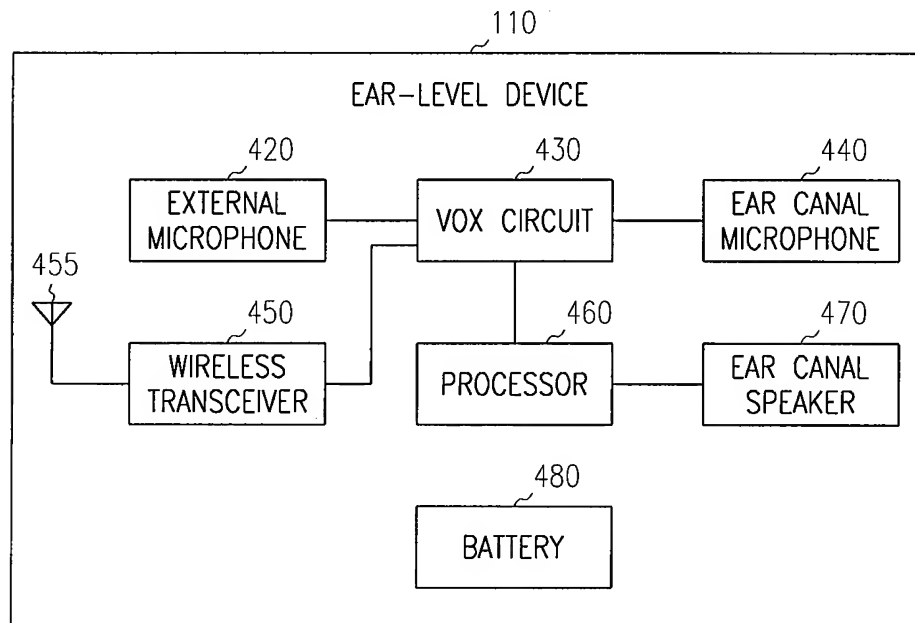 110
EAR-LEVEL DEVICE
420
EXTERNAL
MICROPHONE
430
VOX CIRCUIT
440
EAR CANAL
MICROPHONE
455
450
WIRELESS
TRANSCEIVER
460
PROCESSOR
470
EAR CANAL
SPEAKER
480
BATTERY